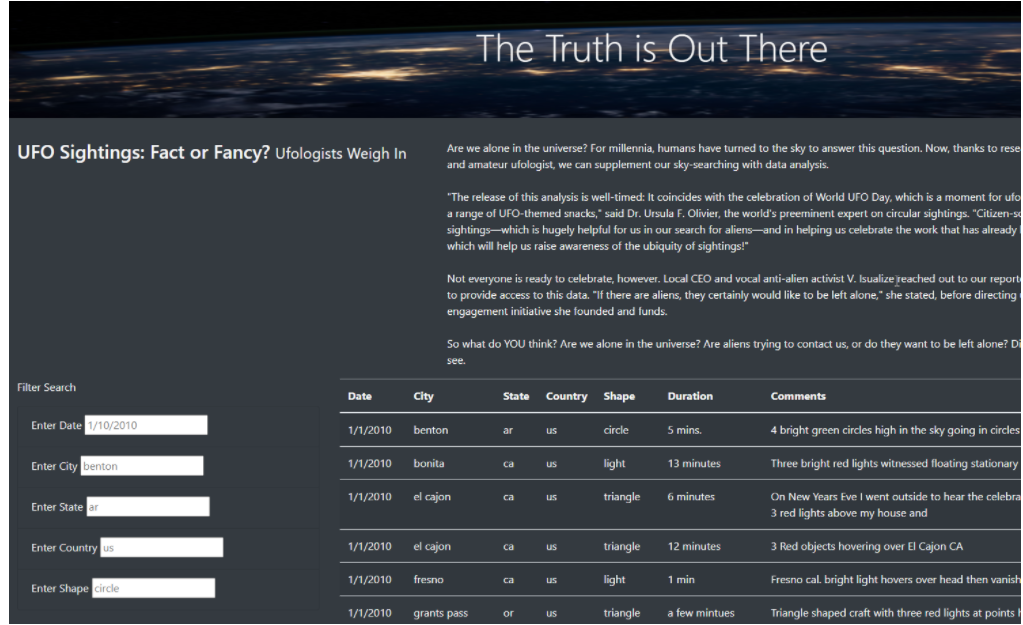 The Truth is Out There
UFO Sightings: Fact or Fancy? Ufologists Weigh In
Are we alone in the universe? For millennia, humans have turned to the sky to answer this question. Now, thanks to
and amateur ufologist, we can supplement our sky-searching with data analysis.
"The release of this analysis is well-timed: It coincides with the celebration of World UFO Day, which is a moment for
a range of UFO-themed snacks," said Dr. Ursula F. Olivier, the world's preeminent expert on circular sightings.
sightings—which is hugely helpful for us in our search for aliens—and in helping us celebrate the work that has already
which will help us raise awareness of the ubiquity of sightings!"
Not everyone is ready to celebrate, however. Local CEO and vocal anti-alien activist V. Isualize reached out to our
to provide access to this data. "If there are aliens, they certainly would like to be left alone," she stated, before directing
engagement initiative she founded and funds.
So what do YOU think? Are we alone in the universe? Are aliens trying to contact us, or do they want to be left alone?
see.
Filter Search
Enter Date 1/10/2010
Enter City benton
Enter State ar
Enter Country us
Enter Shape circle
Date City State Country Shape Duration Comments
1/1/2010 benton ar us circle 5 mins. 4 bright green circles high in the sky going in circles
1/1/2010 bonita ca us light 13 minutes Three bright red lights witnessed floating stationary
1/1/2010 el cajon ca us triangle 6 minutes On New Years Eve I went outside to hear the
3 red lights above my house and
1/1/2010 el cajon ca us triangle 12 minutes 3 Red objects hovering over El Cajon CA
1/1/2010 fresno ca us light 1 min Fresno cal. bright light hovers over head then
1/1/2010 grants pass or us triangle a few mintues Triangle shaped craft with three red lights at points